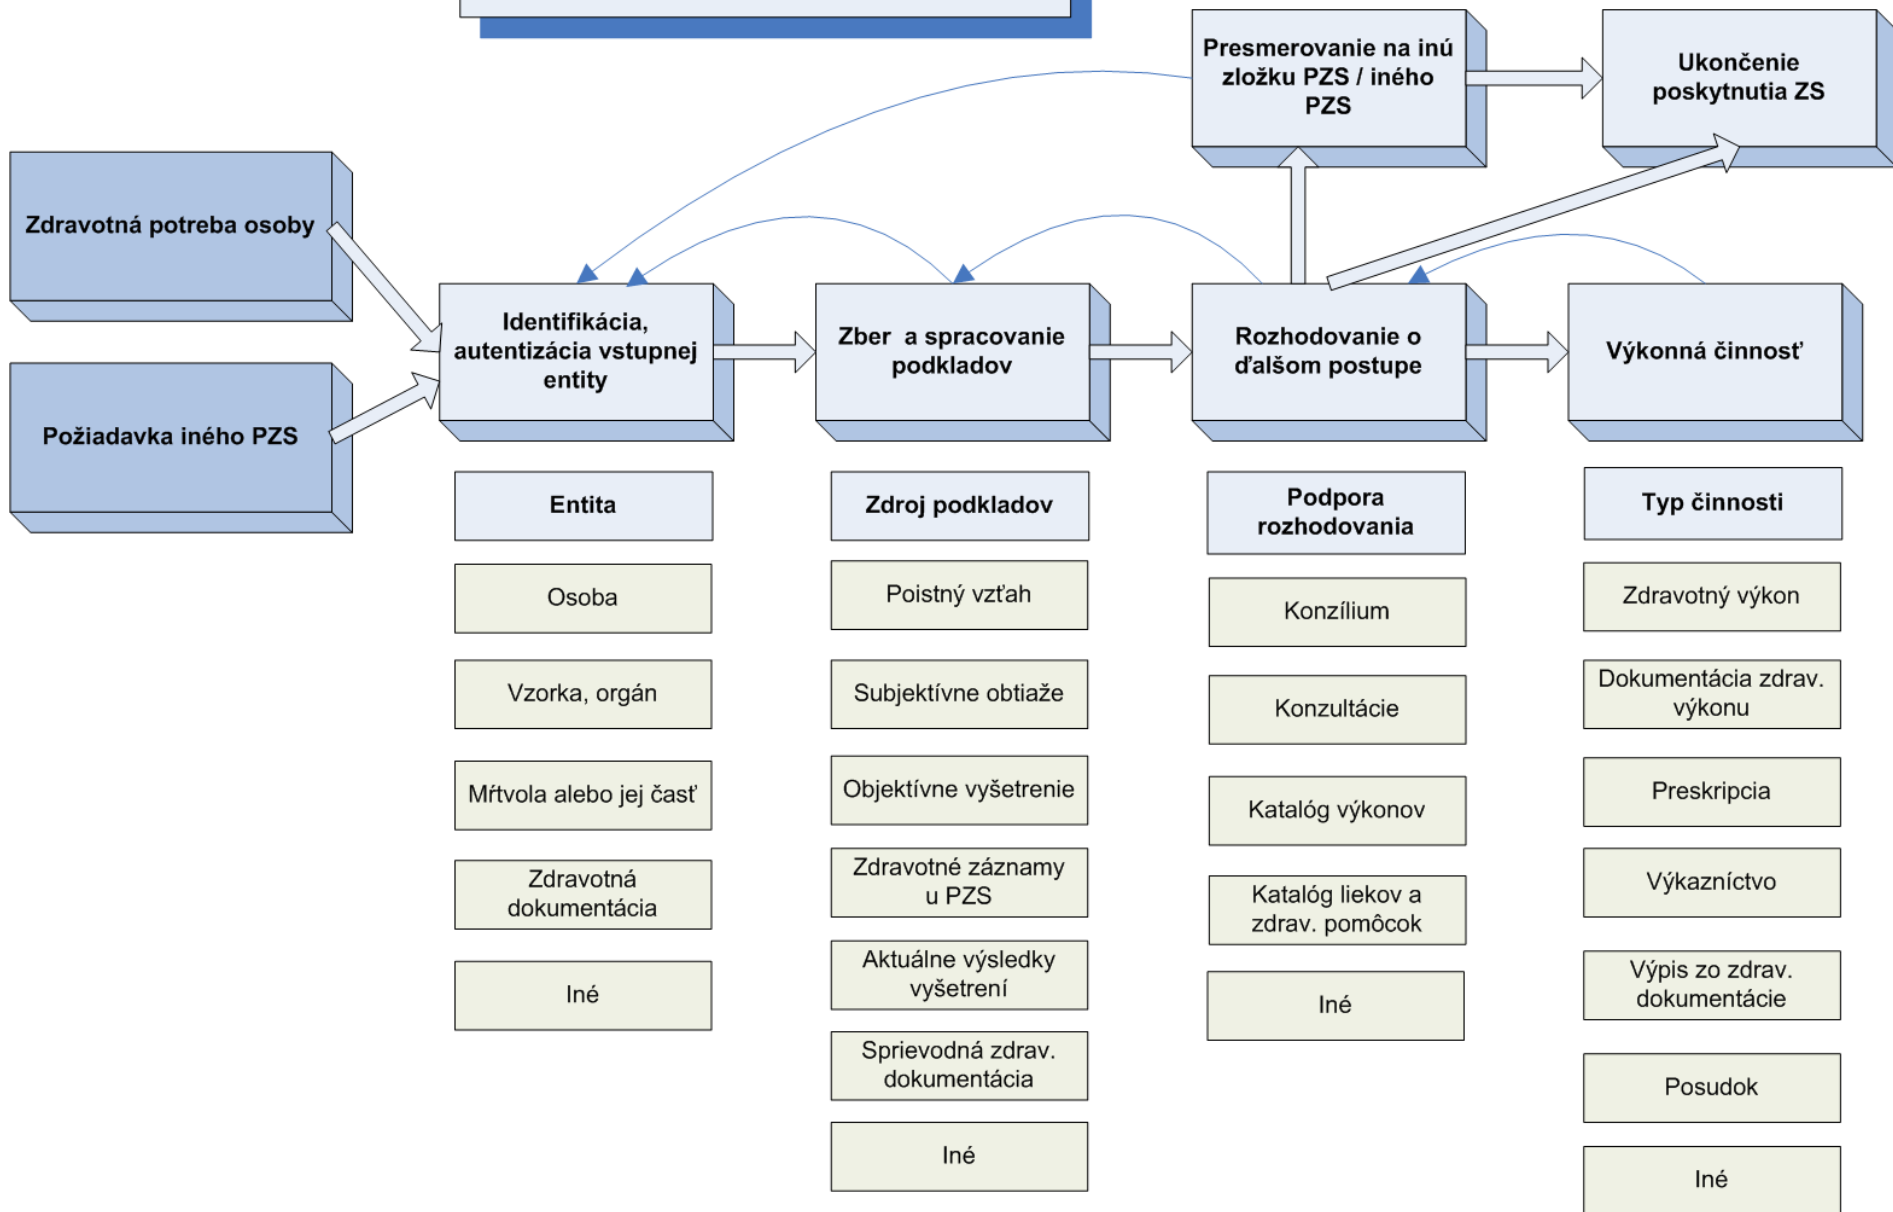 Presmerovanie na inú
zložku PZS / iného
PZS
Ukončenie
poskytnutia ZS
Zdravotná potreba osoby
Požiadavka iného PZS
Identifikácia,
autentizácia vstupnej
entity
Zber a spracovanie
podkladov
Rozhodovanie o
ďalšom postupe
Výkonná činnosť
Entita
Osoba
Vzorka, orgán
Mŕtvola alebo jej časť
Zdravotná
dokumentácia
Iné
Zdroj podkladov
Poistný vzťah
Subjektívne obtiaže
Objektívne vyšetrenie
Zdravotné záznamy
u PZS
Aktuálne výsledky
vyšetrení
Sprievodná zdrav.
dokumentácia
Iné
Podpora
rozhodovania
Konzílium
Konzultácie
Katalóg výkonov
Katalóg liekov a
zdrav. pomôcok
Iné
Typ činnosti
Zdravotný výkon
Dokumentácia zdrav.
výkonu
Preskripcia
Výkazníctvo
Výpis zo zdrav.
dokumentácie
Posudok
Iné